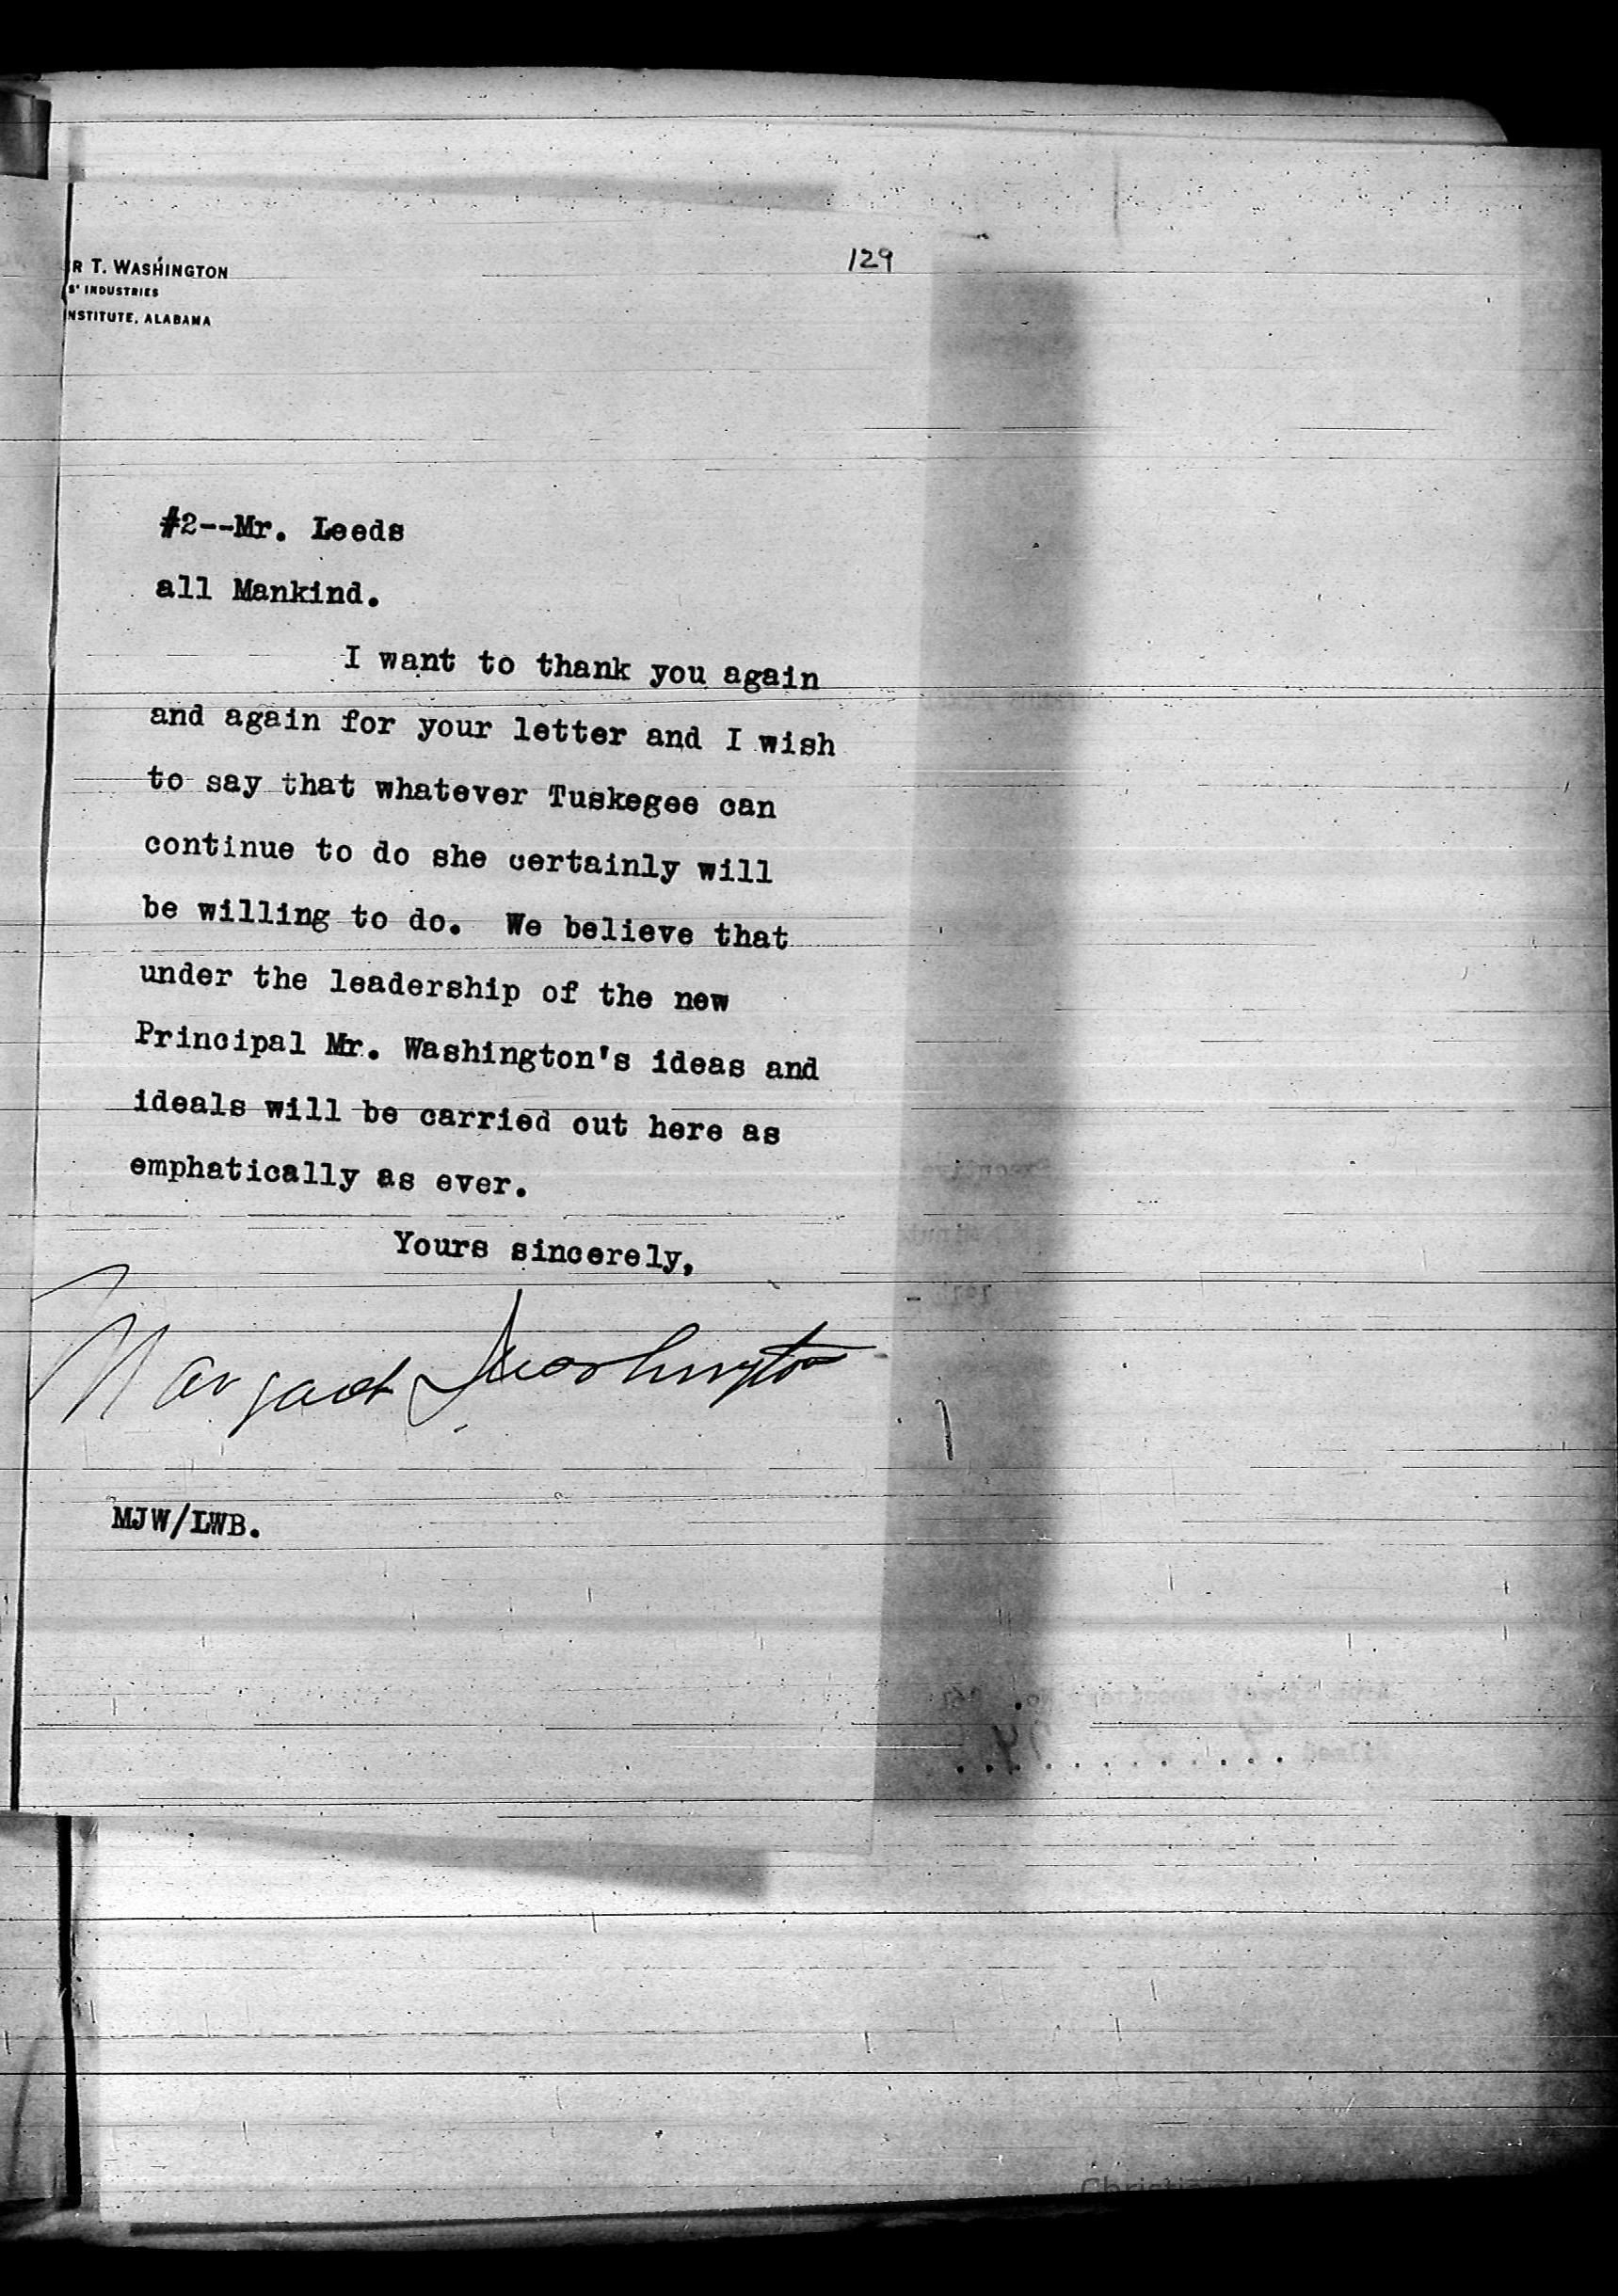 R T. WASHINGTON
S' INDUSTRIES
NSTITUTE, ALABAMA
129
#2--Mr. Leeds
all Mankind.
I want to thank you again
and again for your letter and I wish
to say that whatever Tuskegee can
continue to do she certainly will
be willing to do. We believe that
under the leadership of the new
Principal Mr. Washington's ideas and
ideals will be carried out here as
emphatically as ever.
Yours sincerely,
Margaret J Washington
MJW/LWB.